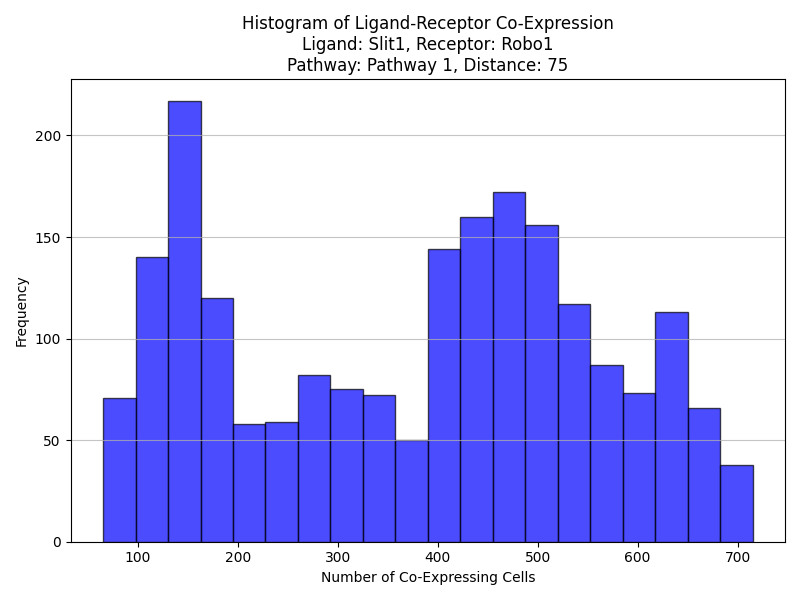 Histogram of Ligand-Receptor Co-Expression
Ligand: Slit1, Receptor: Robo1
Pathway: Pathway 1, Distance: 75
200
150
100
50
0
Frequency
100 200 300 400 500 600 700
Number of Co-Expressing Cells